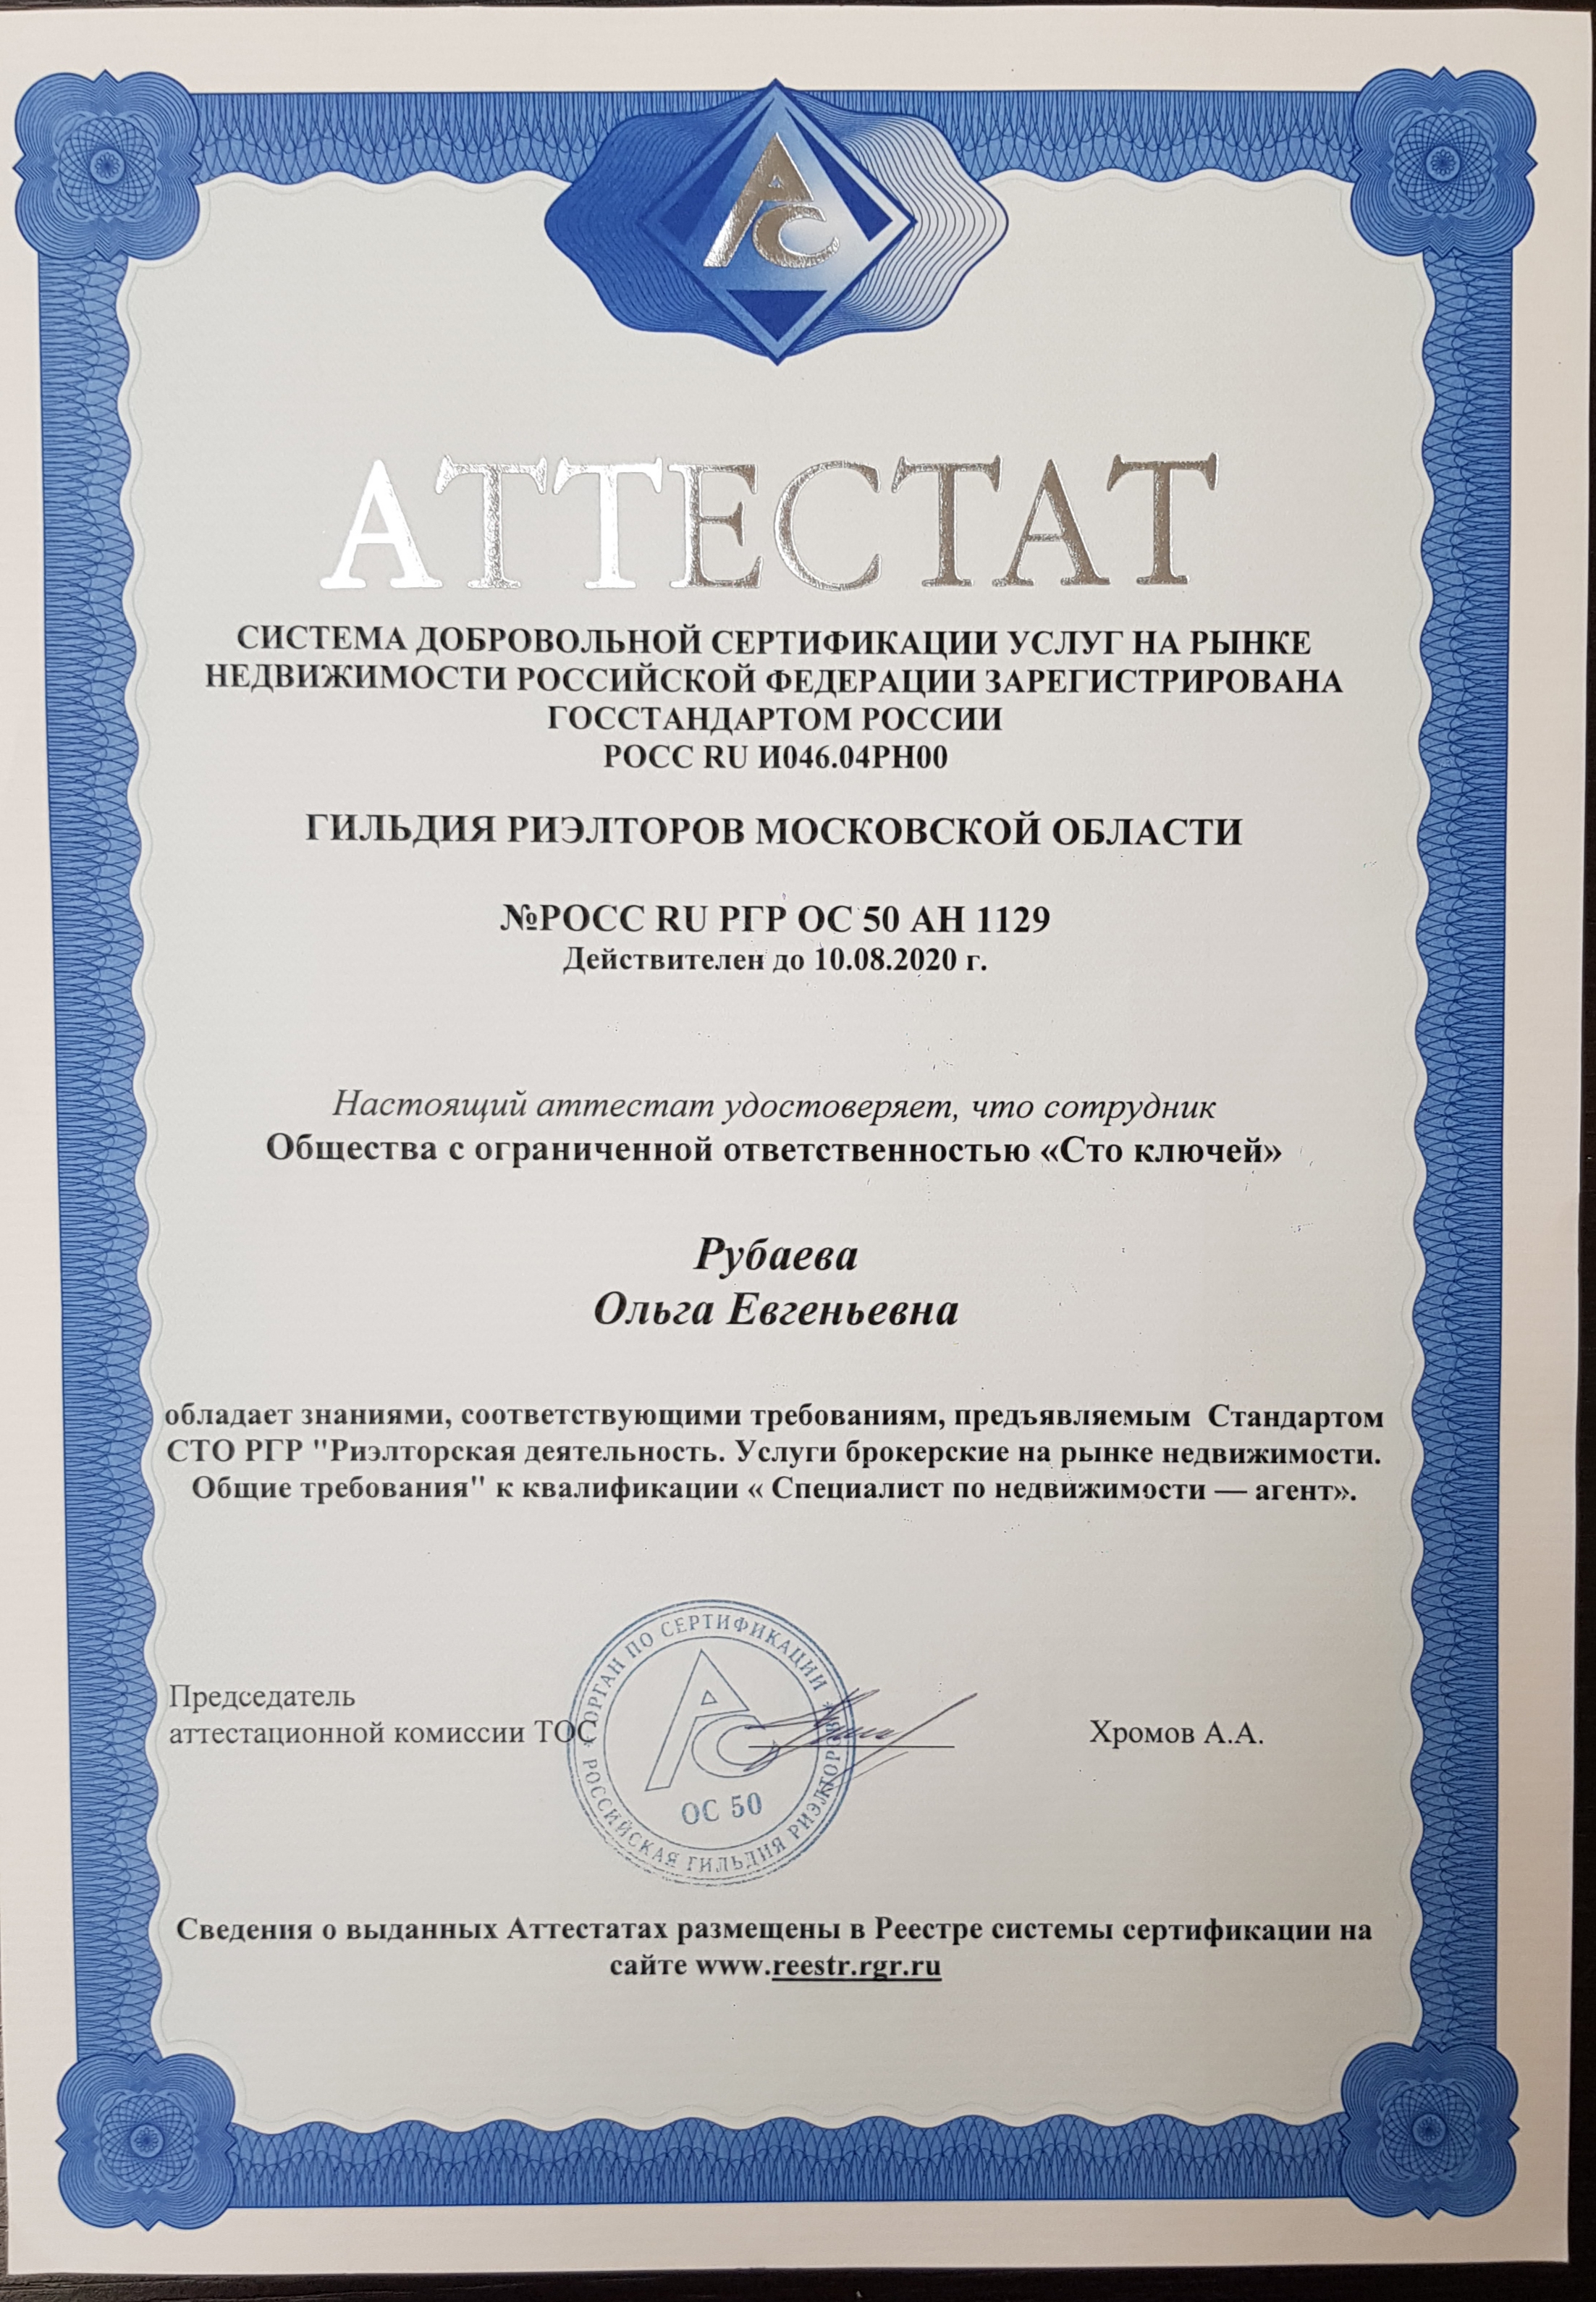 АС
АТТЕСТАТ
СИСТЕМА ДОБРОВОЛЬНОЙ СЕРТИФИКАЦИИ УСЛУГ НА РЫНКЕ
НЕДВИЖИМОСТИ РОССИЙСКОЙ ФЕДЕРАЦИИ ЗАРЕГИСТРИРОВАНА
ГОССТАНДАРТОМ РОССИИ
РОСС RU И046.04РН00
ГИЛЬДИЯ РИЭЛТОРОВ МОСКОВСКОЙ ОБЛАСТИ
№РОСС RU РГР ОС 50 АН 1129
Действителен до 10.08.2020 г.
Настоящий аттестат удостоверяет, что сотрудник
Общества с ограниченной ответственностью «Сто ключей»
Рубаева
Ольга Евгеньевна
обладает знаниями, соответствующими требованиям, предъявляемым Стандартом
СТО РГР "Риэлторская деятельность. Услуги брокерские на рынке недвижимости.
Общие требования" к квалификации « Специалист по недвижимости — агент».
Председатель
аттестационной комиссии ТОС
Хромов А.А.
* ОРГАН ПО СЕРТИФИКАЦИИ *
РОССИЙСКАЯ ГИЛЬДИЯ РИЭЛТОРОВ
АС
ОС 50
Сведения о выданных Аттестатах размещены в Реестре системы сертификации на
сайте www.reestr.rgr.ru